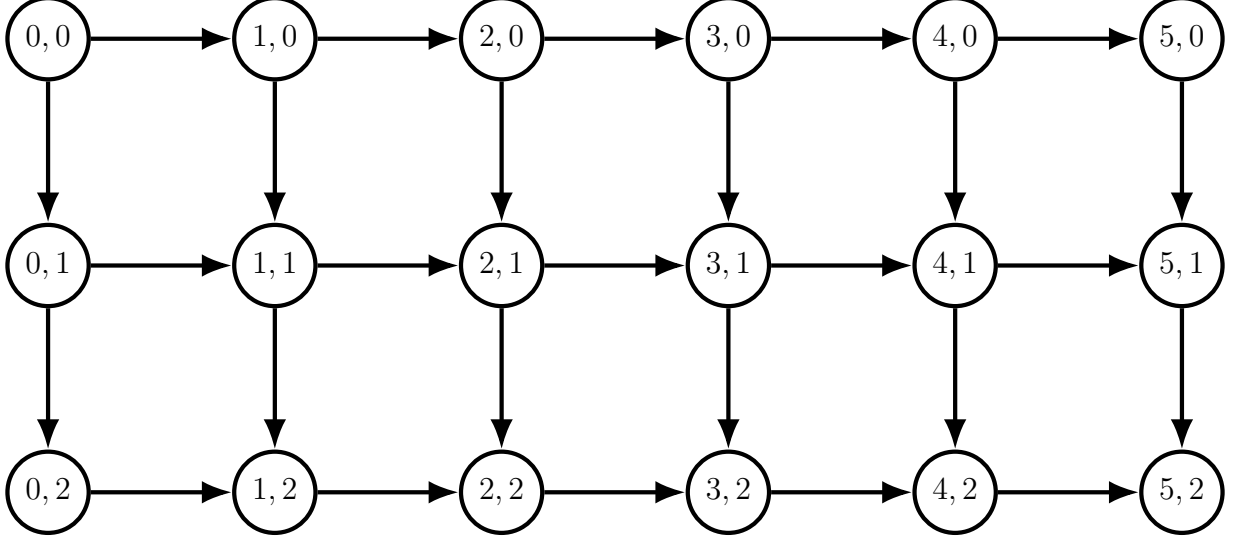 0, 0 1, 0 2, 0 3, 0 4, 0 5, 0
0, 1 1, 1 2, 1 3, 1 4, 1 5, 1
0, 2 1, 2 2, 2 3, 2 4, 2 5, 2